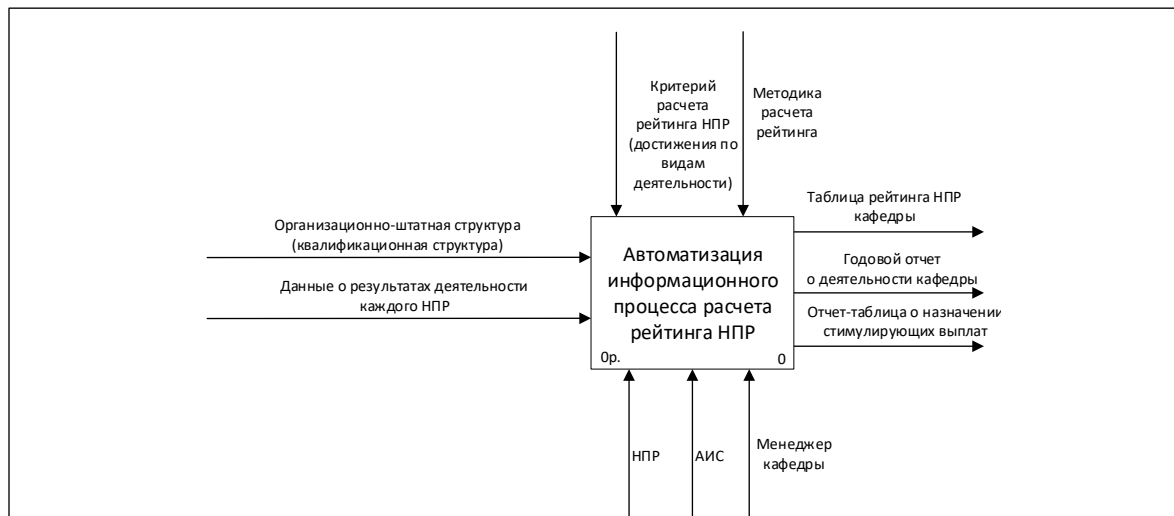 Критерий
расчета
рейтинга НПР
(достижения по
видам
деятельности)
Методика
расчета
рейтинга
Организационно-штатная структура
(квалификационная структура)
Данные о результатах деятельности
каждого НПР
Автоматизация
информационного
процесса расчета
рейтинга НПР
0р.
0
Таблица рейтинга НПР
кафедры
Годовой отчет
о деятельности кафедры
Отчет-таблица о назначении
стимулирующих выплат
НПР
АИС
Менеджер
кафедры